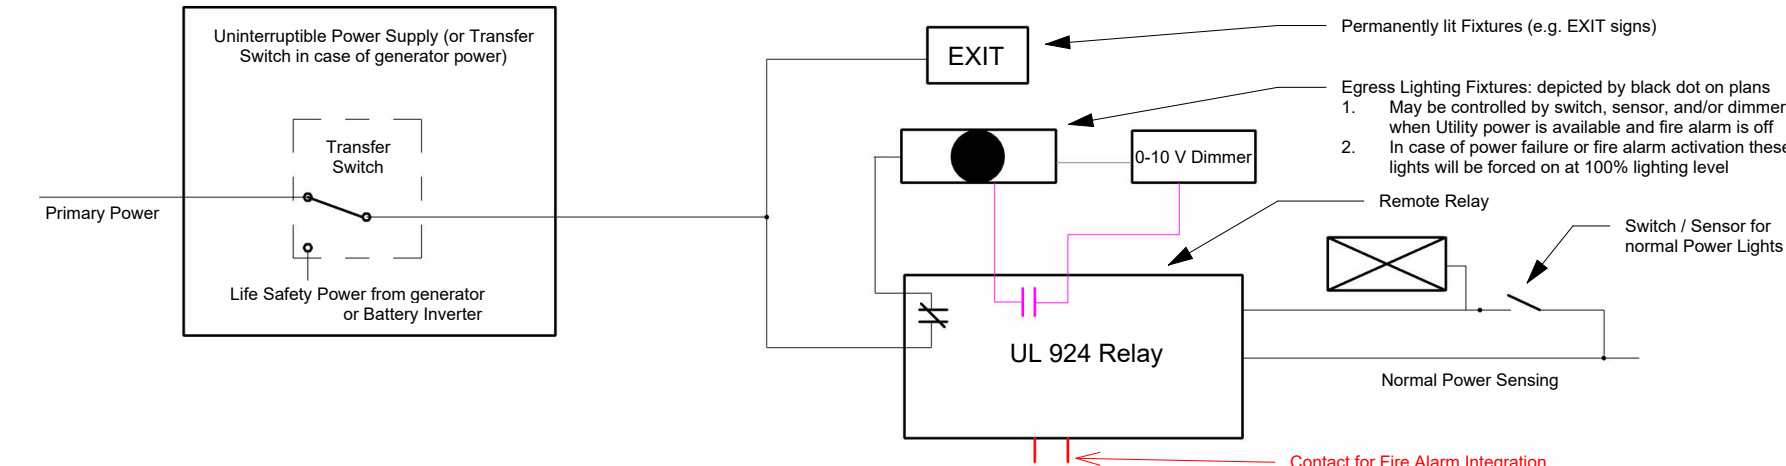 Uninterruptible Power Supply (or Transfer
Switch in case of generator power)
Transfer
Switch
Primary Power
Life Safety Power from generator
or Battery Inverter
EXIT
Permanently lit Fixtures (e.g. EXIT signs)
Egress Lighting Fixtures: depicted by black dot on plans
1. May be controlled by switch, sensor, and/or dimmer
when Utility power is available and fire alarm is off
2. In case of power failure or fire alarm activation these
lights will be forced on at 100% lighting level
0-10 V Dimmer
Remote Relay
Switch / Sensor for
normal Power Lights
UL 924 Relay
Normal Power Sensing
Contact for Fire Alarm Integration